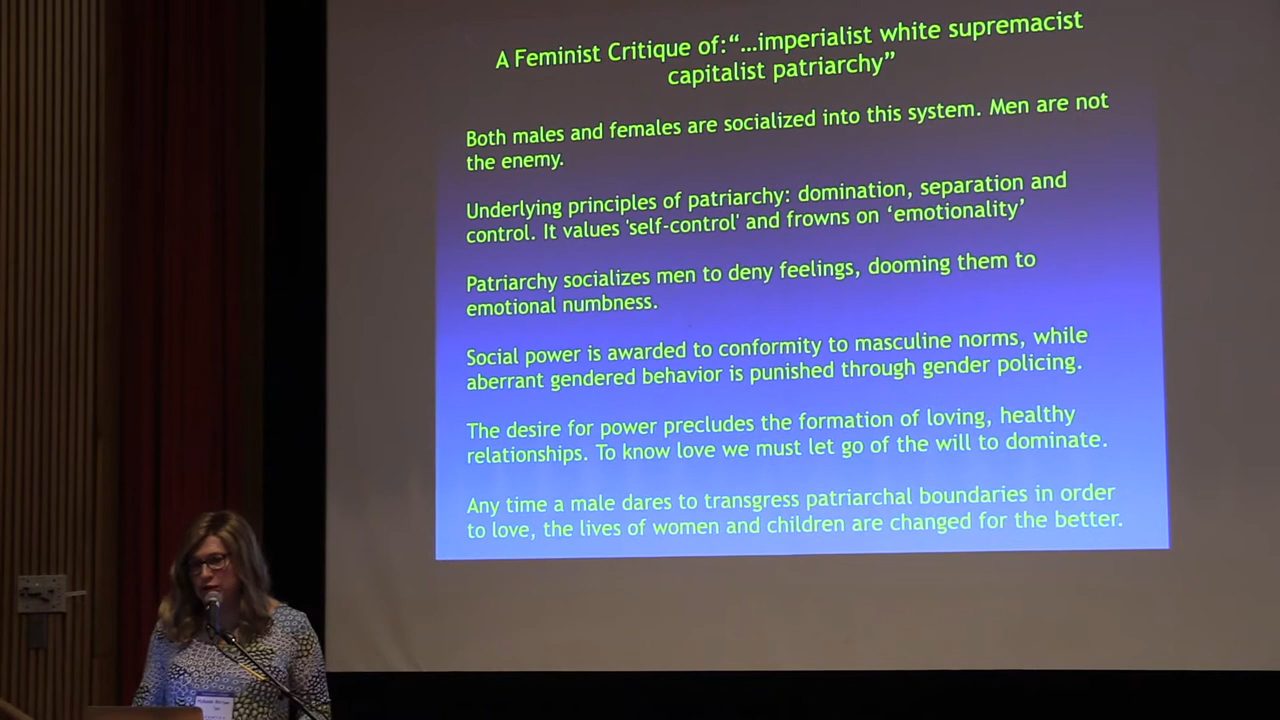 A Feminist Critique of:“…imperialist white supremacist
capitalist patriarchy”
Both males and females are socialized into this system. Men are not
the enemy.
Underlying principles of patriarchy: domination, separation and
control. It values 'self-control' and frowns on ‘emotionality’
Patriarchy socializes men to deny feelings, dooming them to
emotional numbness.
Social power is awarded to conformity to masculine norms, while
aberrant gendered behavior is punished through gender policing.
The desire for power precludes the formation of loving, healthy
relationships. To know love we must let go of the will to dominate.
Any time a male dares to transgress patriarchal boundaries in order
to love, the lives of women and children are changed for the better.